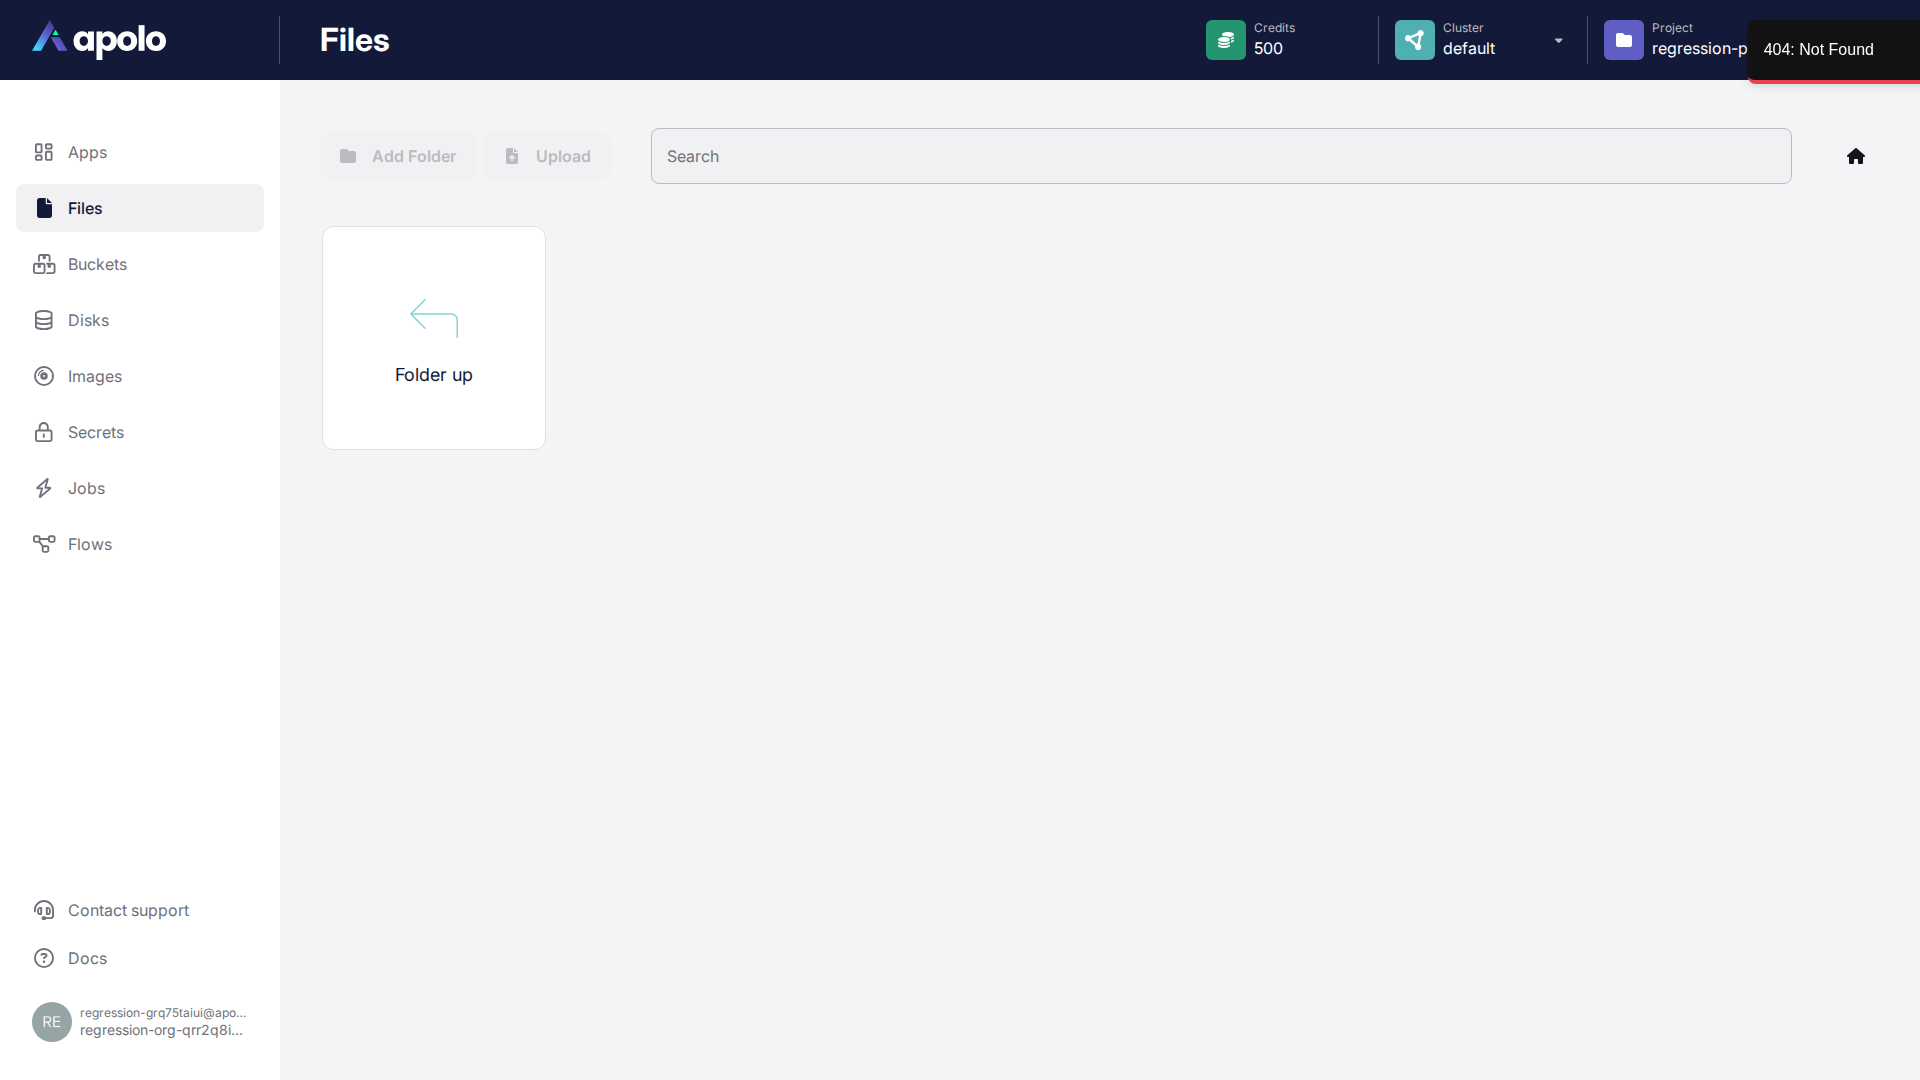 apolo
Files
Credits
500
Cluster
default
Project
regression-p
404: Not Found
Apps
Files
Buckets
Disks
Images
Secrets
Jobs
Flows
Add Folder
Upload
Search
Folder up
Contact support
Docs
RE
regression-grq75taiui@apo...
regression-org-qrr2q8i...